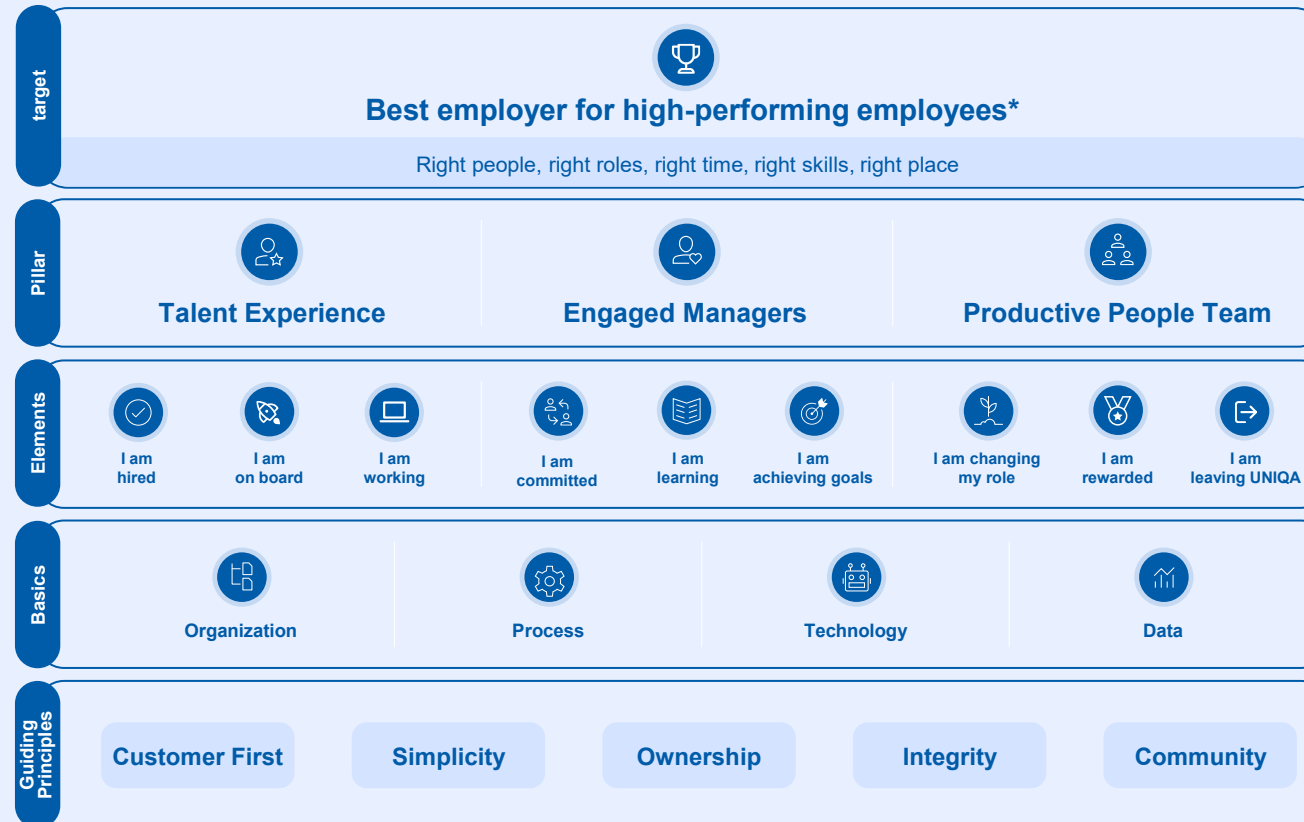 target
Best employer for high-performing employees*
Right people, right roles, right time, right skills, right place
Pillar
Talent Experience
Engaged Managers
Productive People Team
Elements
I am
hired
I am
on board
I am
working
I am
committed
I am
learning
I am
achieving goals
I am changing
my role
I am
rewarded
I am
leaving UNIQA
Basics
Organization
Process
Technology
Data
Guiding
Principles
Customer First
Simplicity
Ownership
Integrity
Community